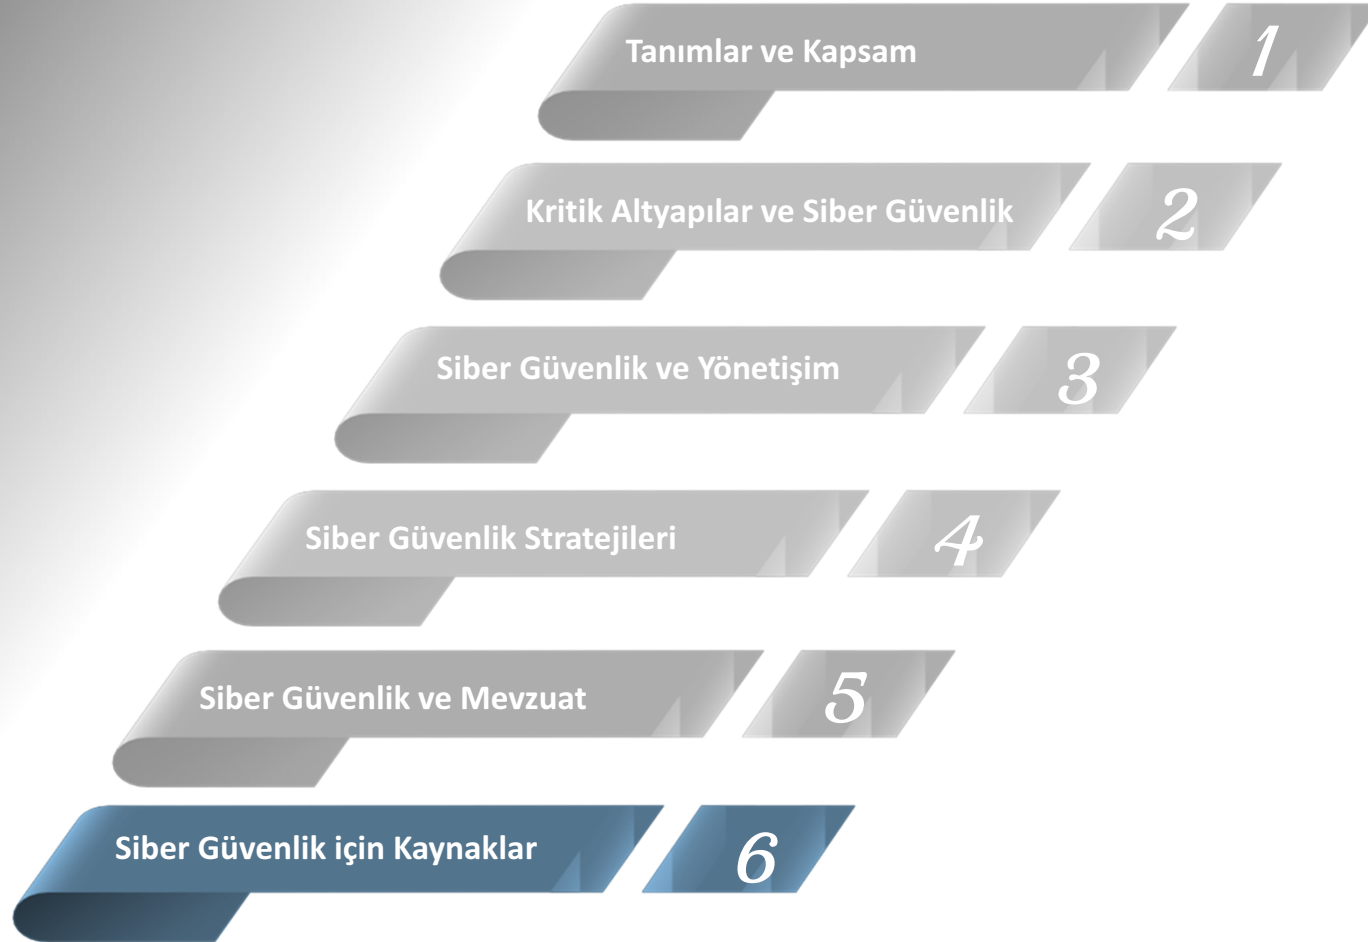 Tanımlar ve Kapsam 1
Kritik Altyapılar ve Siber Güvenlik 2
Siber Güvenlik ve Yönetişim 3
Siber Güvenlik Stratejileri 4
Siber Güvenlik ve Mevzuat 5
Siber Güvenlik için Kaynaklar 6